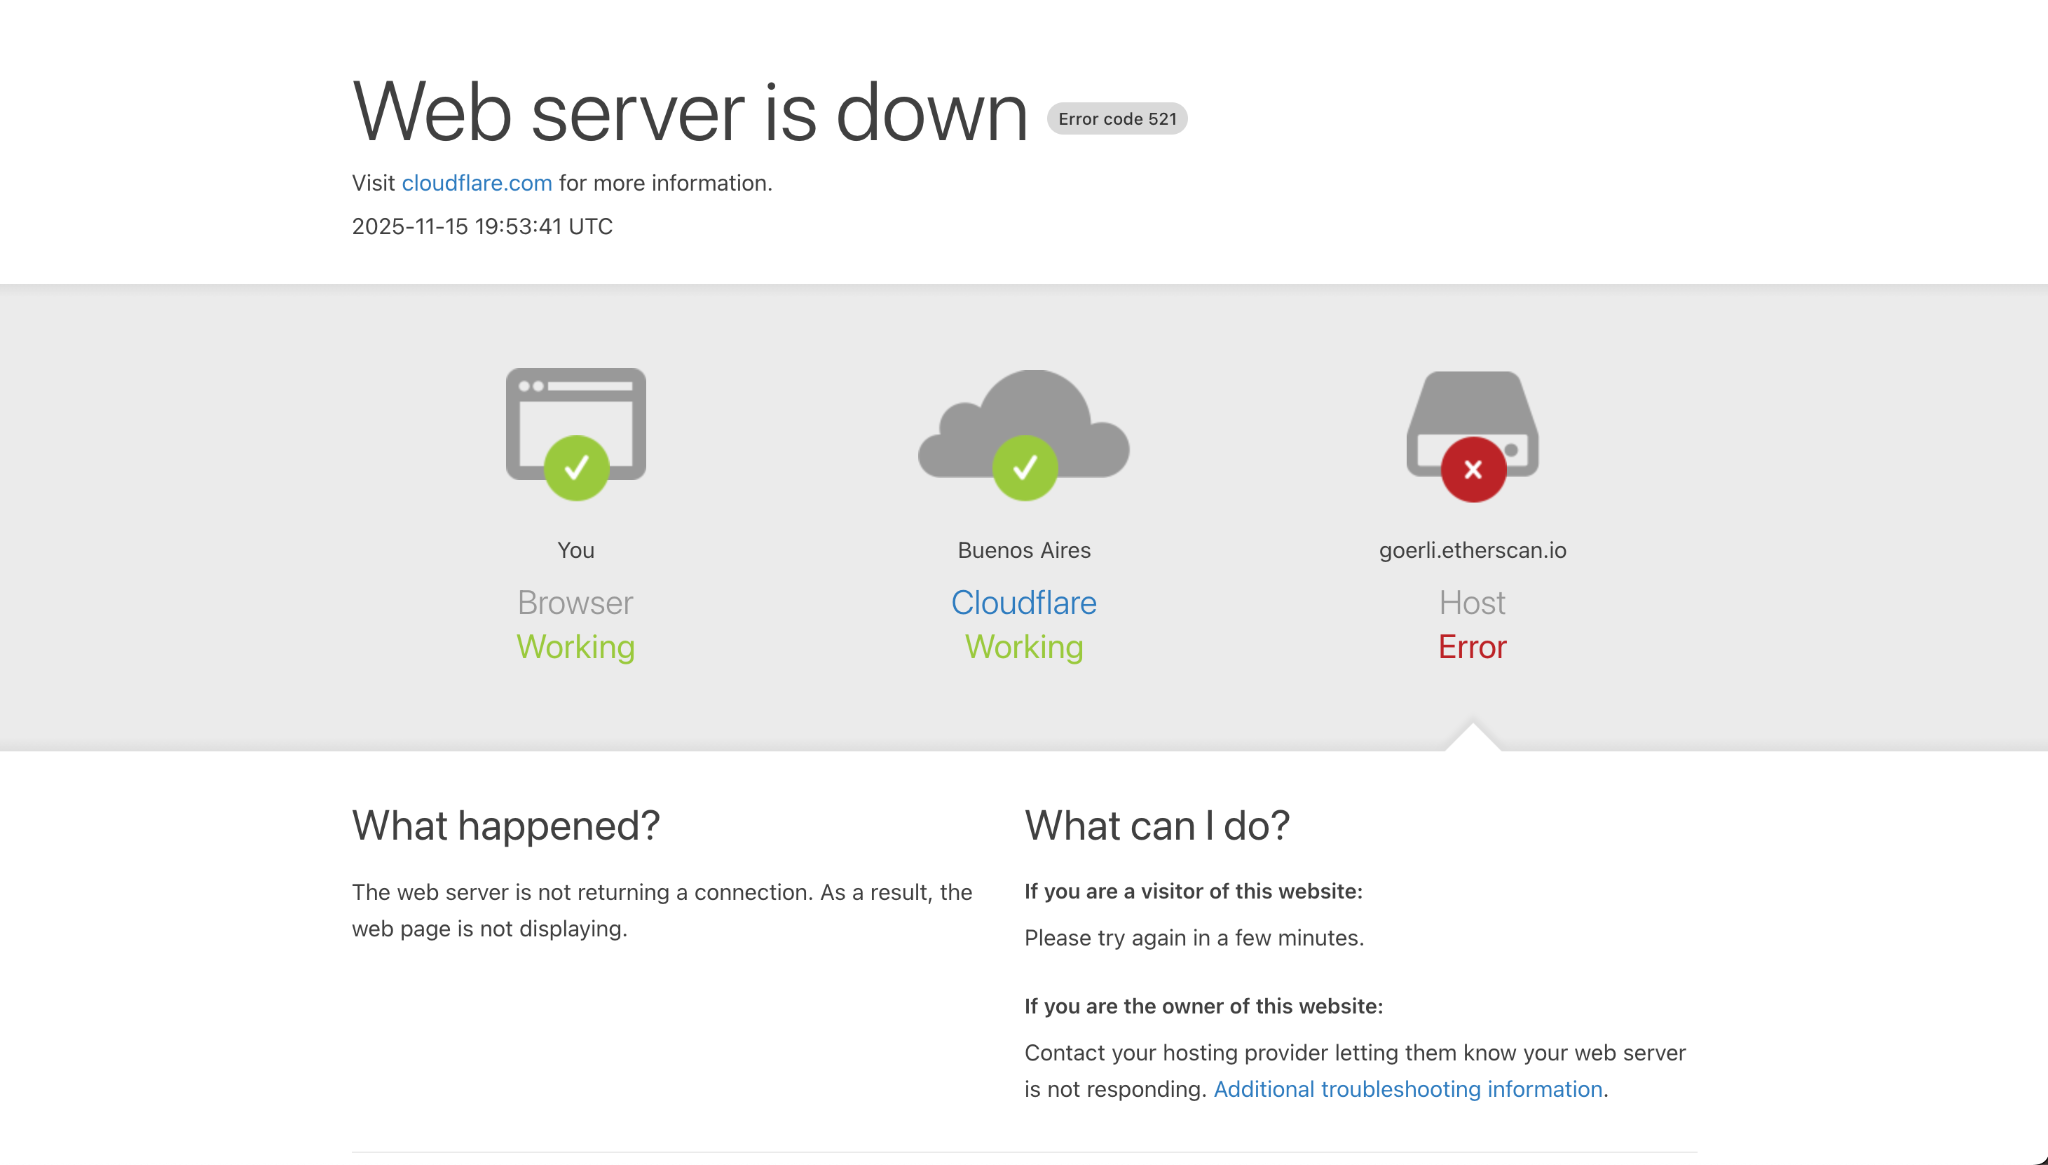 Web server is down Error code 521
Visit cloudflare.com for more information.
2025-11-15 19:53:41 UTC
You
Browser
Working
Buenos Aires
Cloudflare
Working
goerli.etherscan.io
Host
Error
What happened?
The web server is not returning a connection. As a result, the
web page is not displaying.
What can I do?
If you are a visitor of this website:
Please try again in a few minutes.
If you are the owner of this website:
Contact your hosting provider letting them know your web server
is not responding. Additional troubleshooting information.